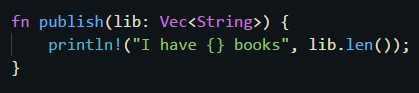 fn publish(lib: Vec<String>) {
    println!("I have {} books", lib.len());
}